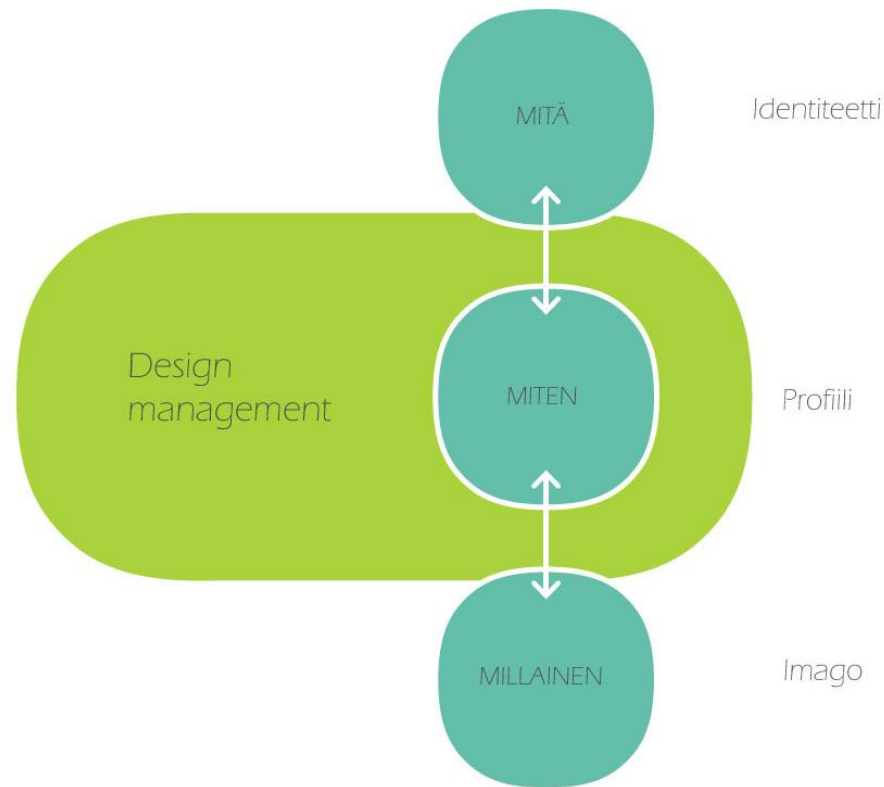 MITÄ
Identiteetti
Design
management
MITEN
Profiili
MILLAINEN
Imago